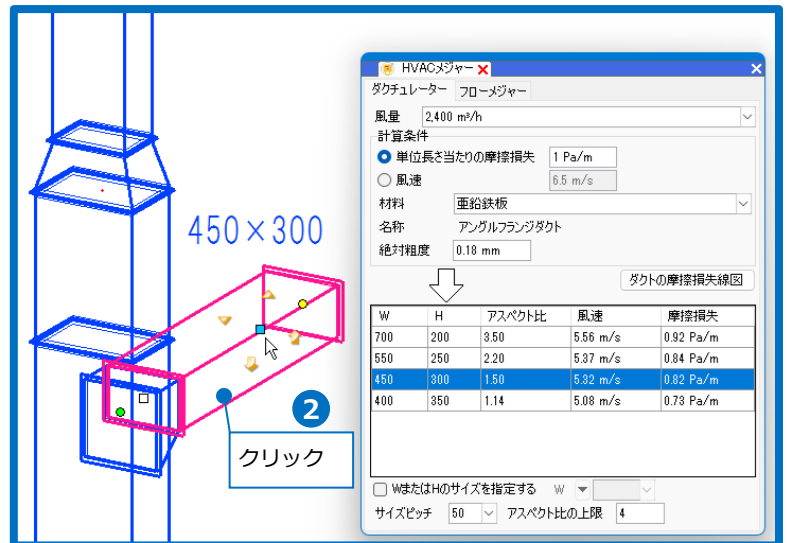 HVACメジャー
ダクチュレーター フローメジャー
風量 2,400 m³/h
計算条件
単位長さ当たりの摩擦損失 1 Pa/m
風速 6.5 m/s
材料 亜鉛鉄板
名称 アングルフランジダクト
絶対粗度 0.18 mm
ダクトの摩擦損失線図
W H アスペクト比 風速 摩擦損失
700 200 3.50 5.56 m/s 0.92 Pa/m
550 250 2.20 5.37 m/s 0.84 Pa/m
450 300 1.50 5.32 m/s 0.82 Pa/m
400 350 1.14 5.08 m/s 0.73 Pa/m
WまたはHのサイズを指定する W
サイズピッチ 50 アスペクト比の上限 4
450×300
2
クリック